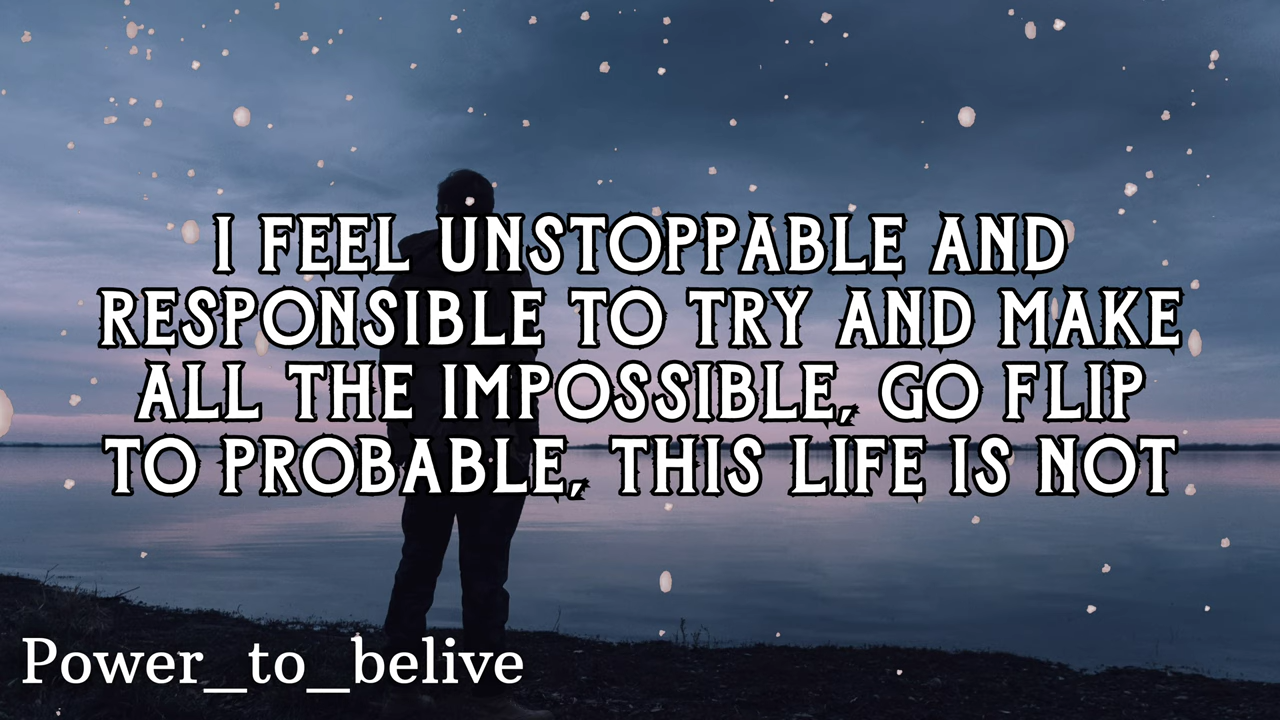 I FEEL UNSTOPPABLE AND
RESPONSIBLE TO TRY AND MAKE
ALL THE IMPOSSIBLE, GO FLIP
TO PROBABLE, THIS LIFE IS NOT
Power_to_belive